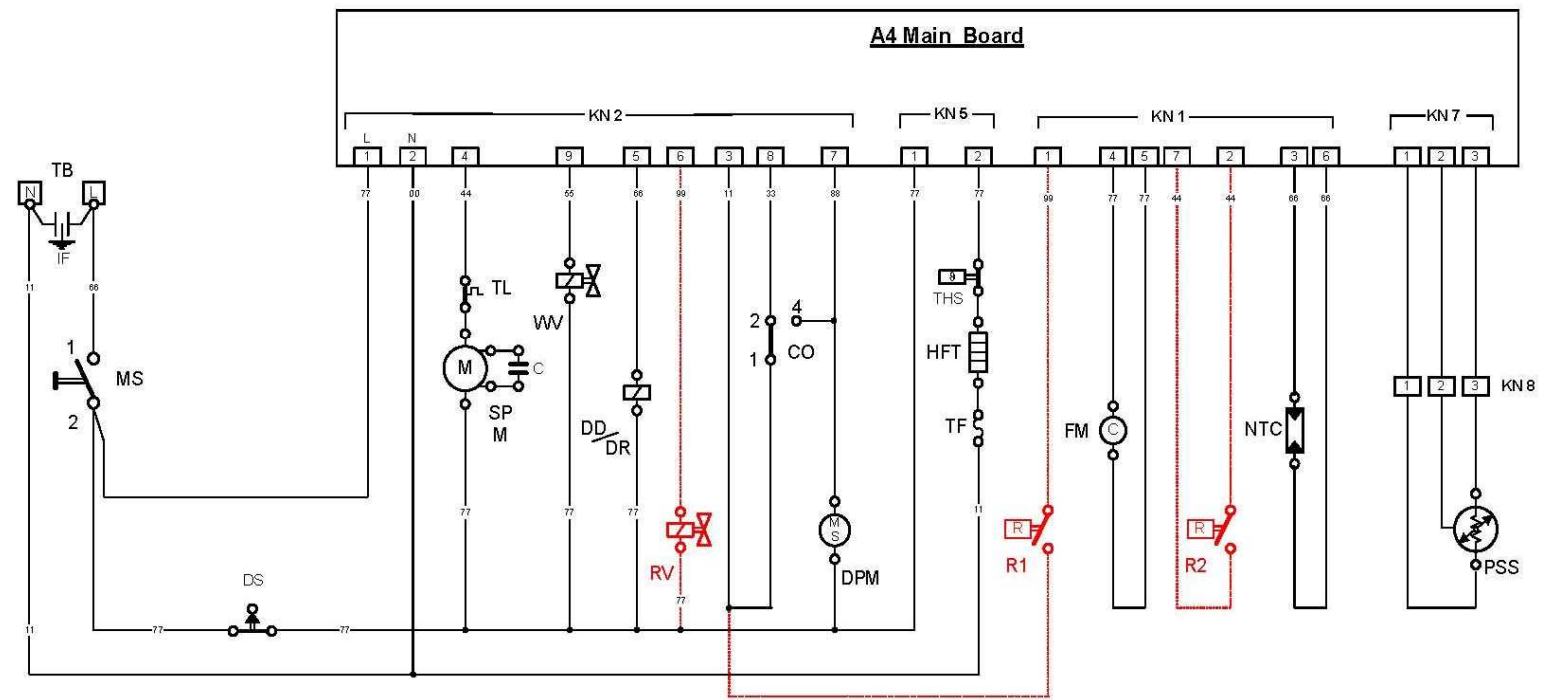 A4 Main Board
KN 2
KN 5
KN 1
KN 7
L N
1 2 4 9 5 6 3 8 7 1 2 1 4 5 7 2 3 6 1 2 3
TB
N L
77 00 44 55 66 99 11 33 88 77 77 99 77 77 44 44 66 66
IF
11 66
TL
WV
THS
2 4
CO
1
HFT
1
MS
2
M
C
SP
M
DD/DR
TF
FM C
NTC
1 2 3 KN 8
77 77 77
RV
M
S
DPM
11
R
R1
R
R2
PSS
DS
77
11 77 77